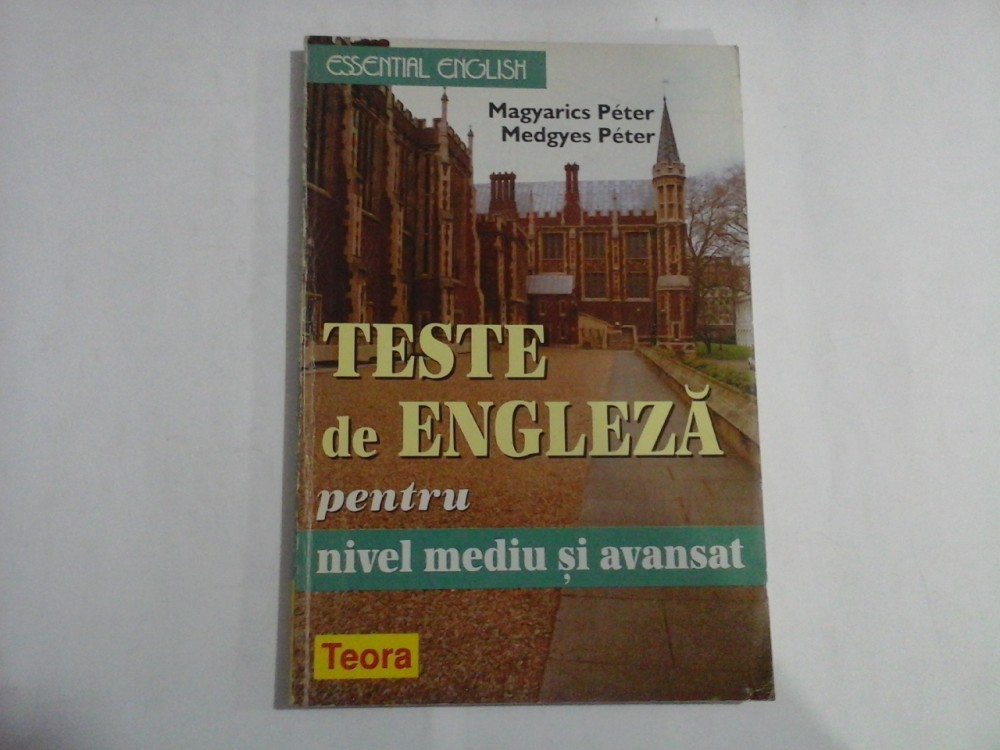 ESSENTIAL ENGLISH
Magyarics Péter
Medgyes Péter
TESTE
de ENGLEZĂ
pentru
nivel mediu și avansat
Teora